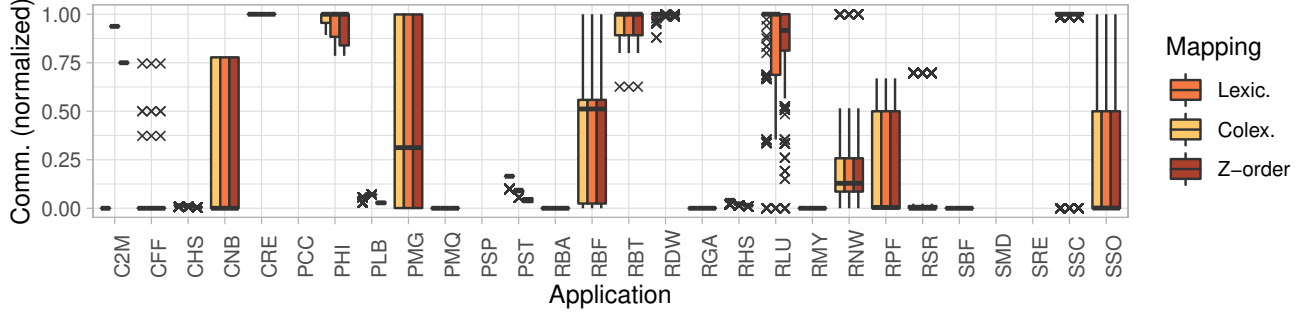 Comm. (normalized)
1.00
0.75
0.50
0.25
0.00
C2M
CFF
CHS
CNB
CRE
PCC
PHI
PLB
PMG
PMQ
PSP
PST
RBA
RBF
RBT
RDW
RGA
RHS
RLU
RMY
RNW
RPF
RSR
SBF
SMD
SRE
SSC
SSO
Application
Mapping
Lexic.
Colex.
Z−order